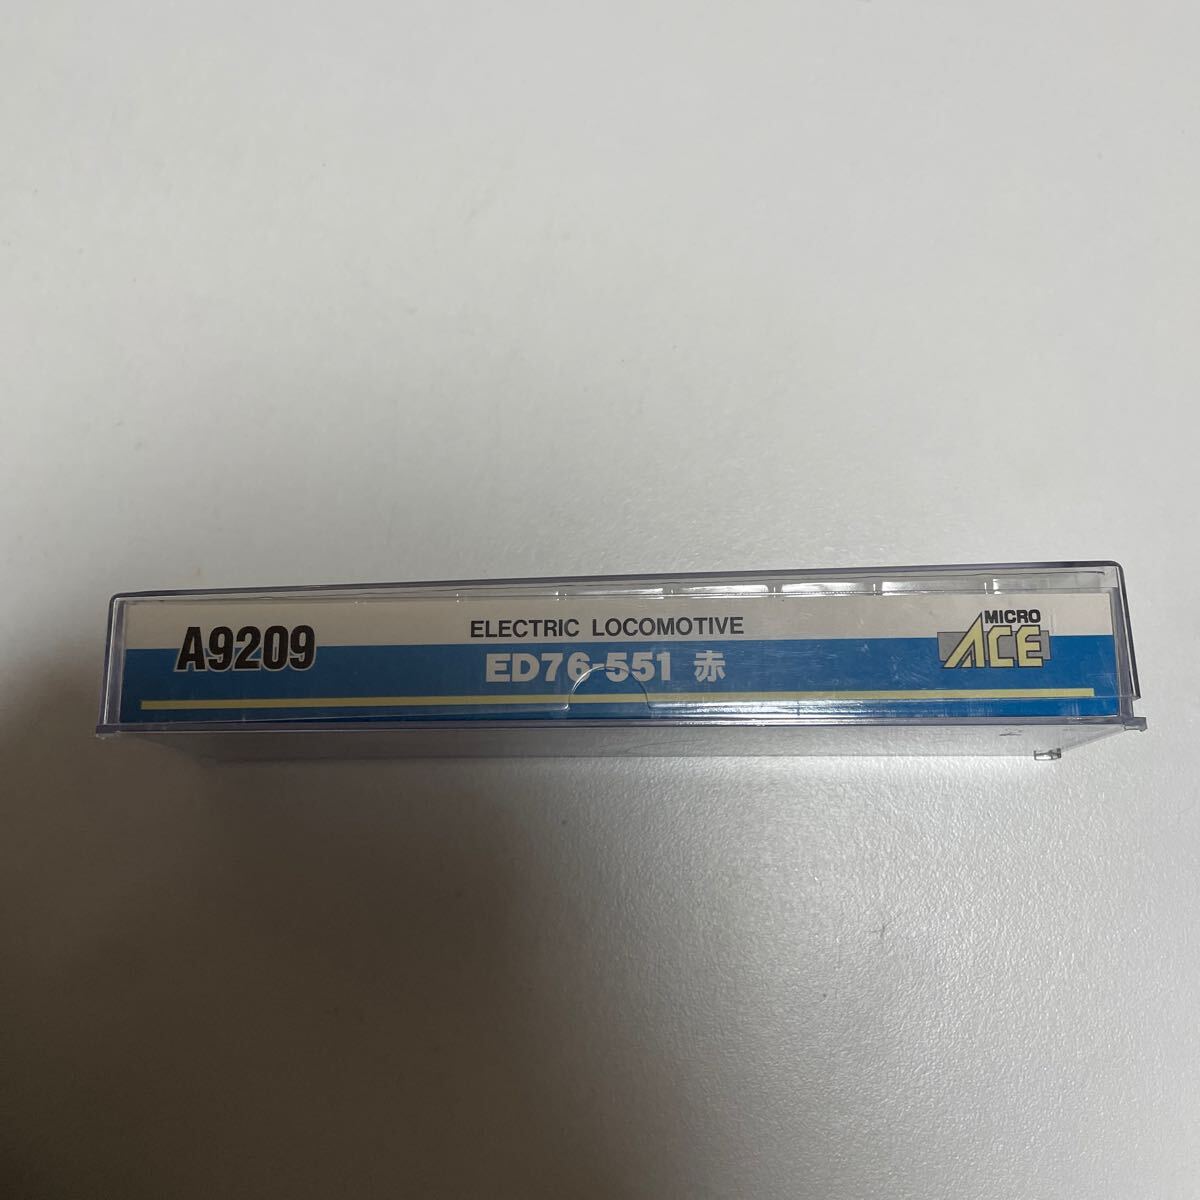 A9209
ELECTRIC LOCOMOTIVE
ED76-551 赤
MICRO
ACE